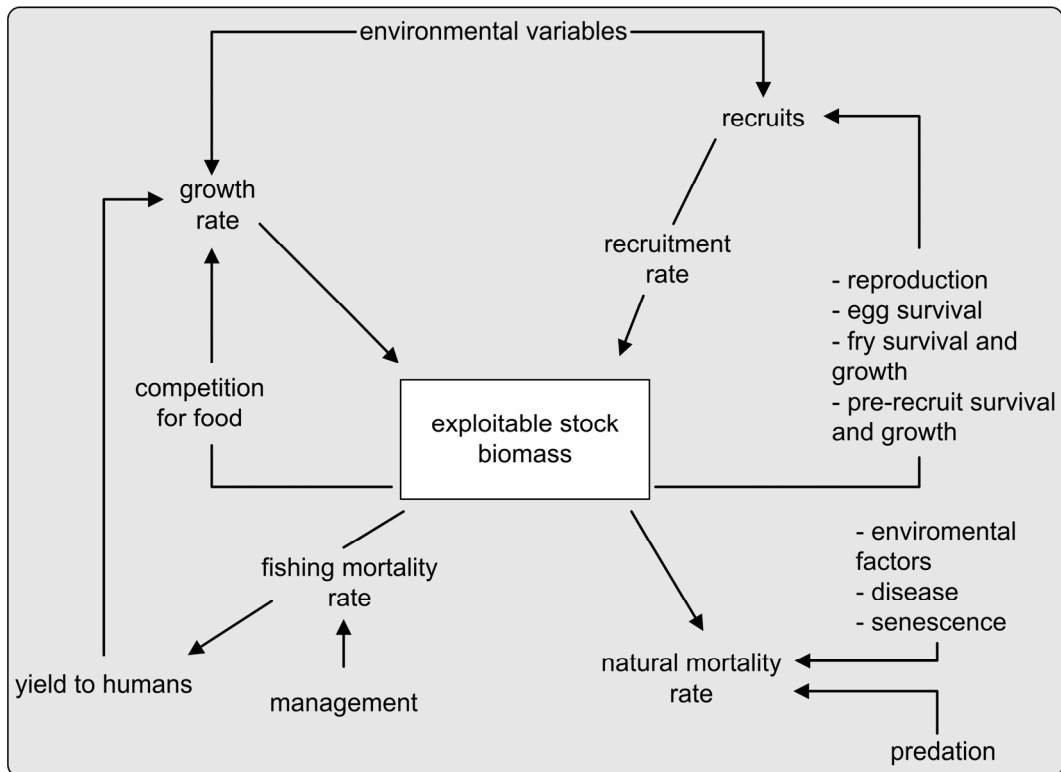 environmental variables
recruits
growth
rate
recruitment
rate
- reproduction
- egg survival
- fry survival and
growth
- pre-recruit survival
and growth
competition
for food
exploitable stock
biomass
- enviromental
factors
- disease
- senescence
fishing mortality
rate
natural mortality
rate
yield to humans
management
predation